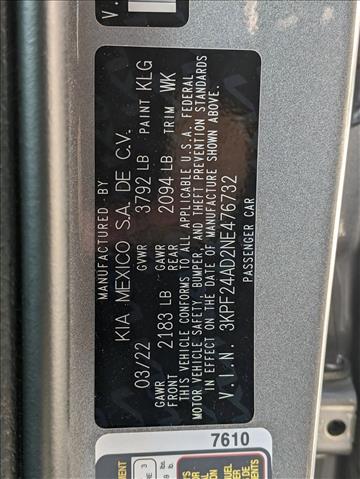 MANUFACTURED BY
KIA MEXICO S.A. DE C.V.
03/22 GVWR 3792 LB PAINT KLG
GAWR FRONT 2183 LB GAWR REAR 2094 LB TRIM WK
THIS VEHICLE CONFORMS TO ALL APPLICABLE U.S.A. FEDERAL
MOTOR VEHICLE SAFETY, BUMPER, AND THEFT PREVENTION STANDARDS
IN EFFECT ON THE DATE OF MANUFACTURE SHOWN ABOVE.
V.I.N. 3KPF24AD2NE476732
PASSENGER CAR
7610